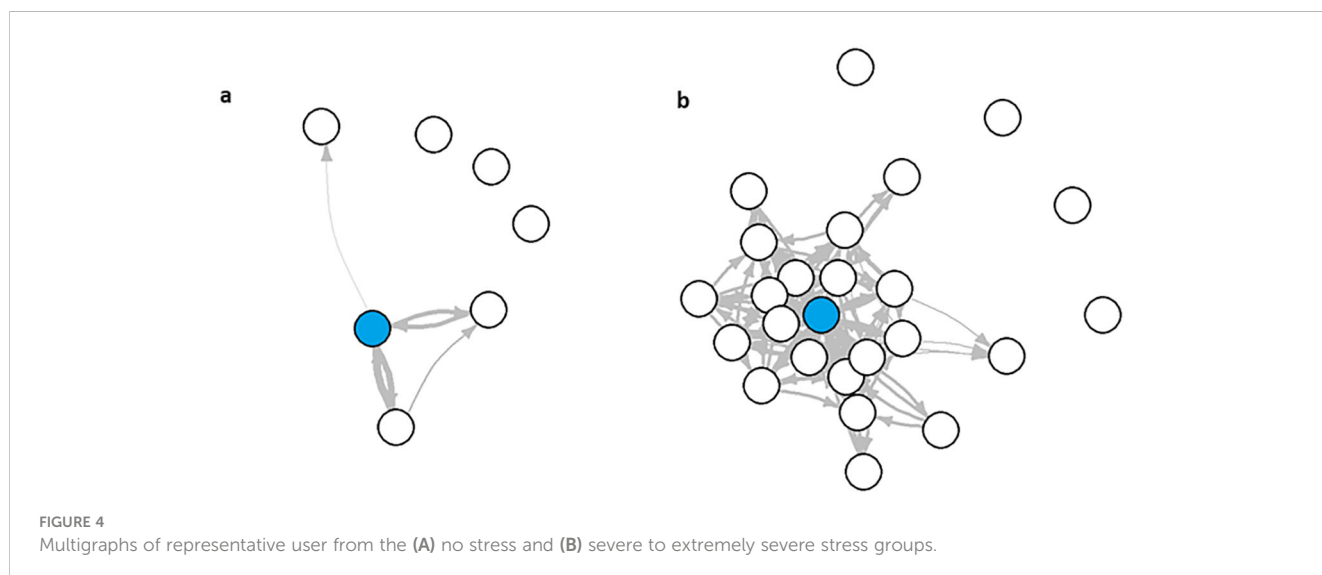 a
b
FIGURE 4
Multigraphs of representative user from the (A) no stress and (B) severe to extremely severe stress groups.